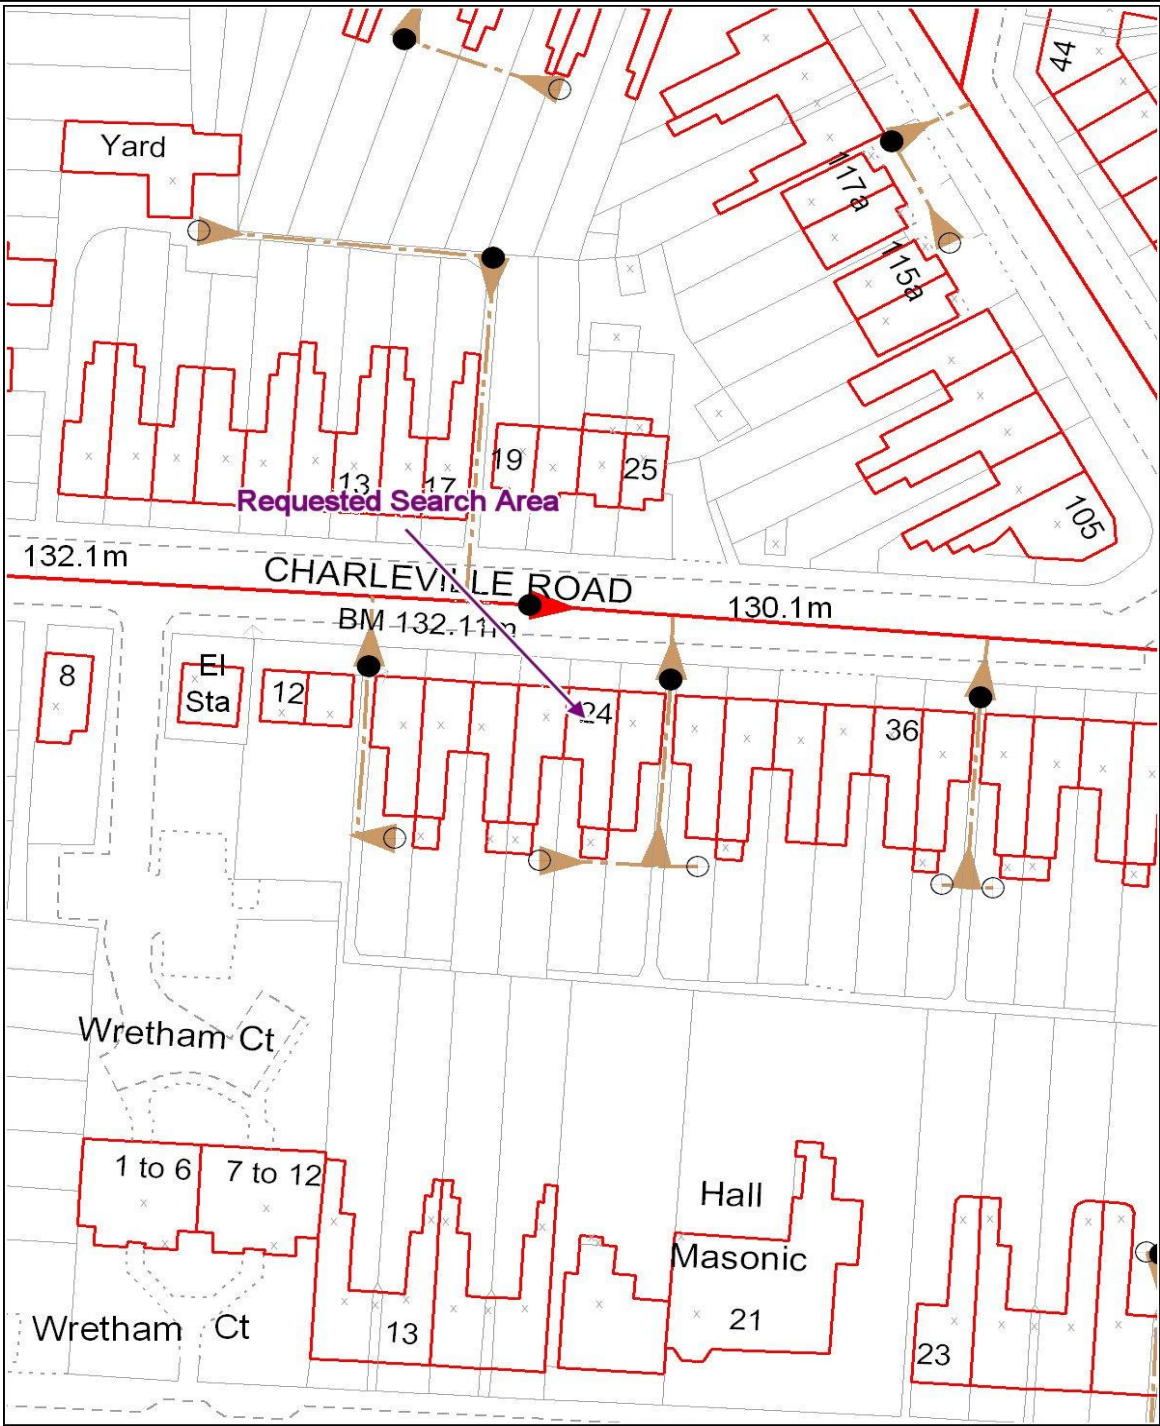 44
Yard
117a
115a
19
25
13
17
Requested Search Area
105
132.1m
CHARLEVILLE ROAD
130.1m
BM 132.11m
8
El
Sta
12
24
36
Wretham Ct
1 to 6
7 to 12
Hall
Masonic
21
13
23
Wretham Ct